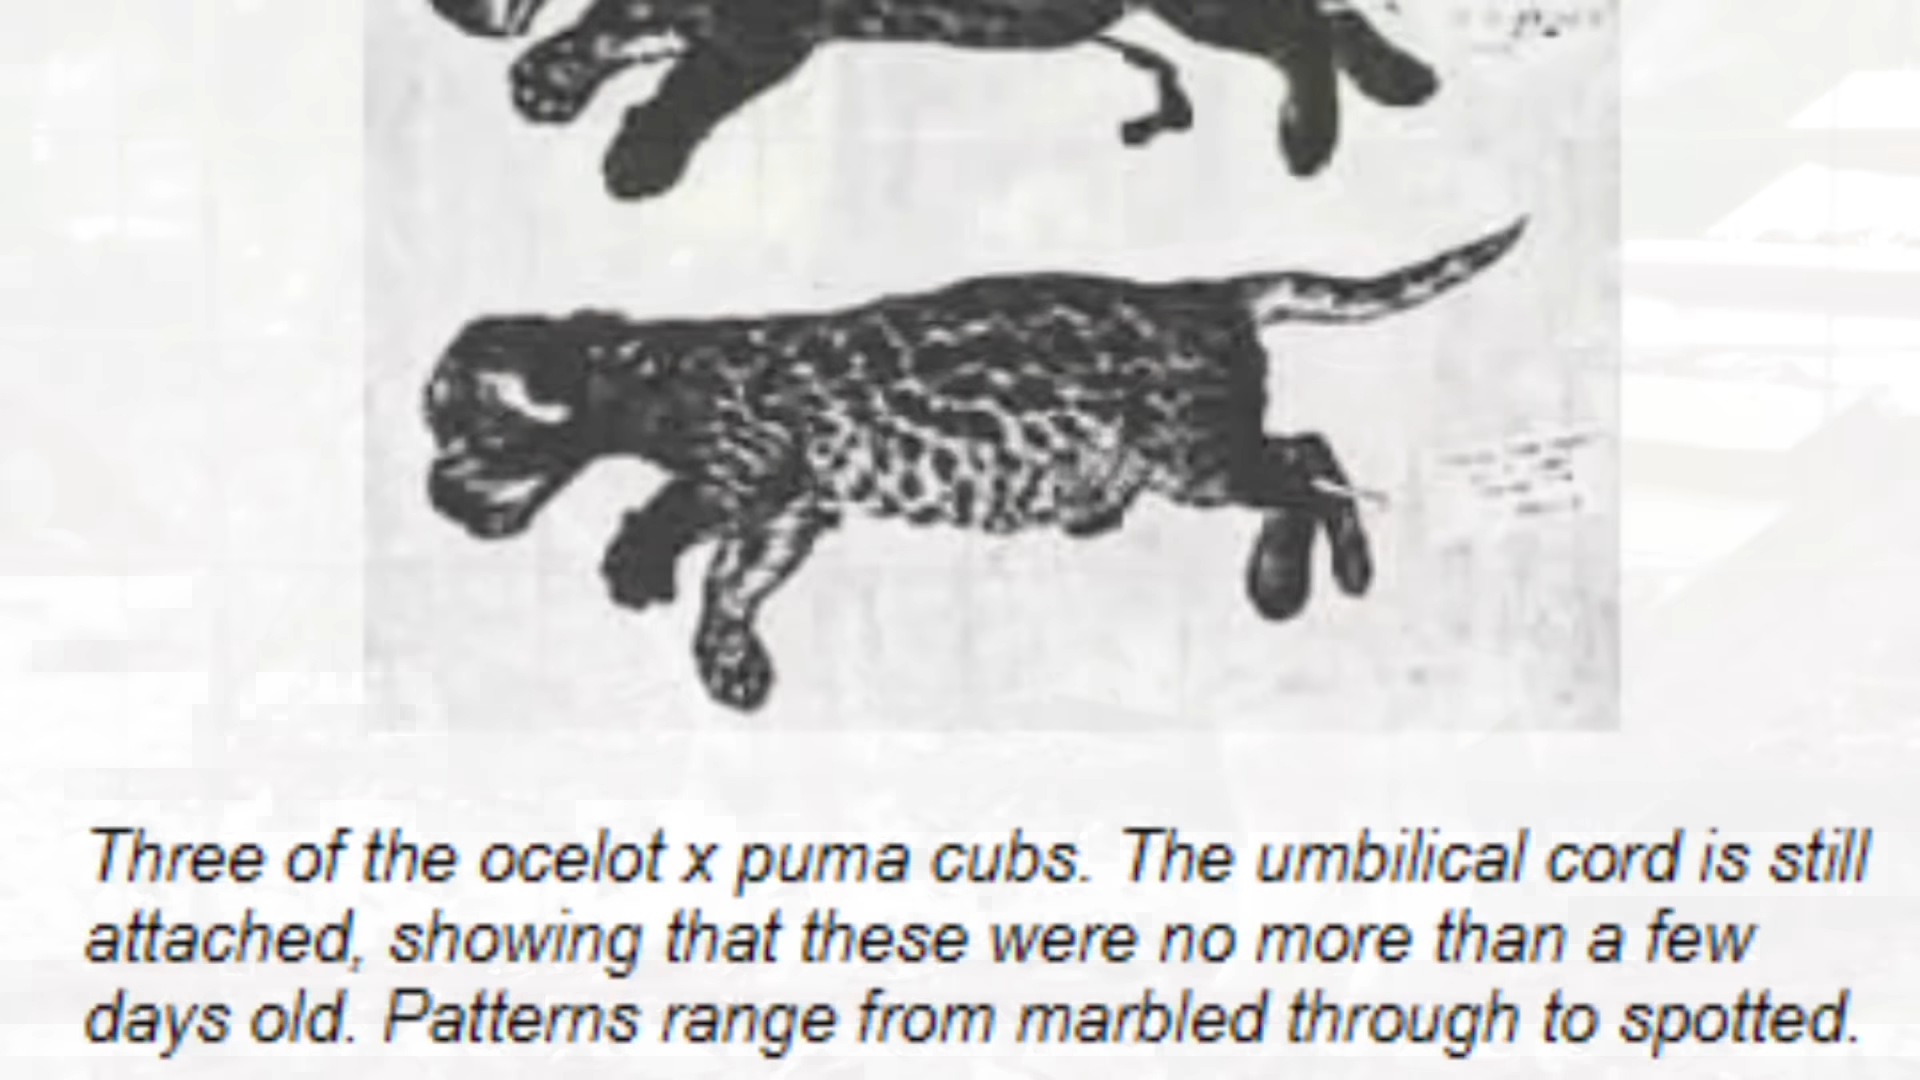 Three of the ocelot x puma cubs. The umbilical cord is still
attached, showing that these were no more than a few
days old. Patterns range from marbled through to spotted.